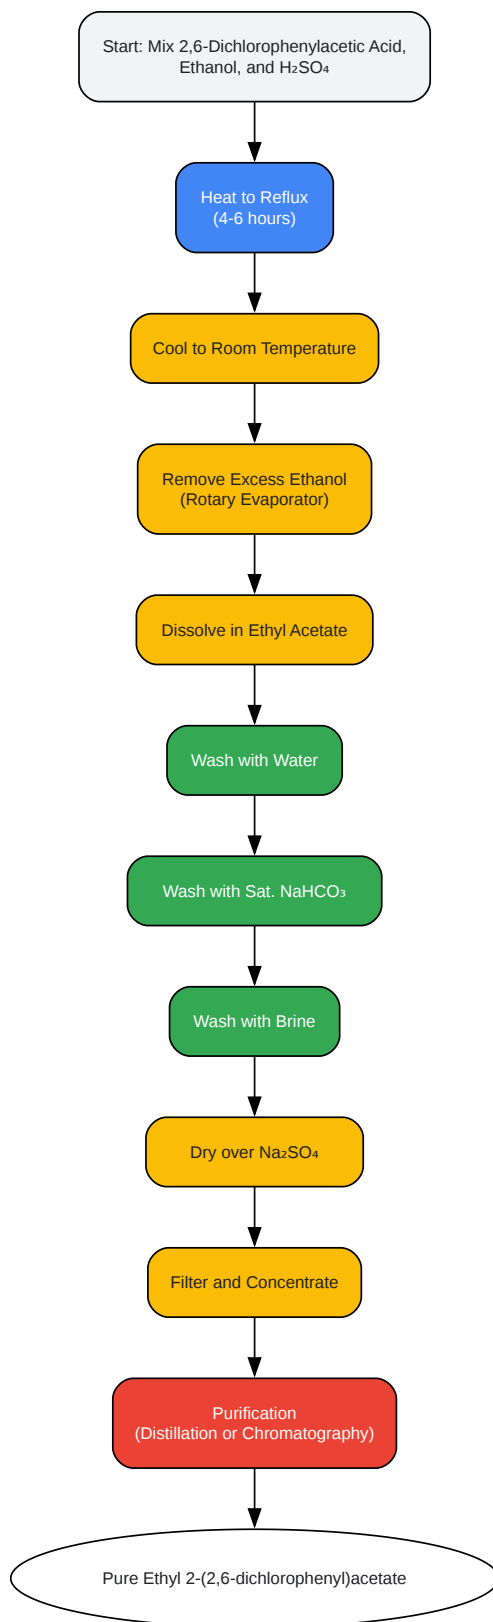 Start: Mix 2,6-Dichlorophenylacetic Acid,
Ethanol, and H₂SO₄
Heat to Reflux
(4-6 hours)
Cool to Room Temperature
Remove Excess Ethanol
(Rotary Evaporator)
Dissolve in Ethyl Acetate
Wash with Water
Wash with Sat. NaHCO₃
Wash with Brine
Dry over Na₂SO₄
Filter and Concentrate
Purification
(Distillation or Chromatography)
Pure Ethyl 2-(2,6-dichlorophenyl)acetate